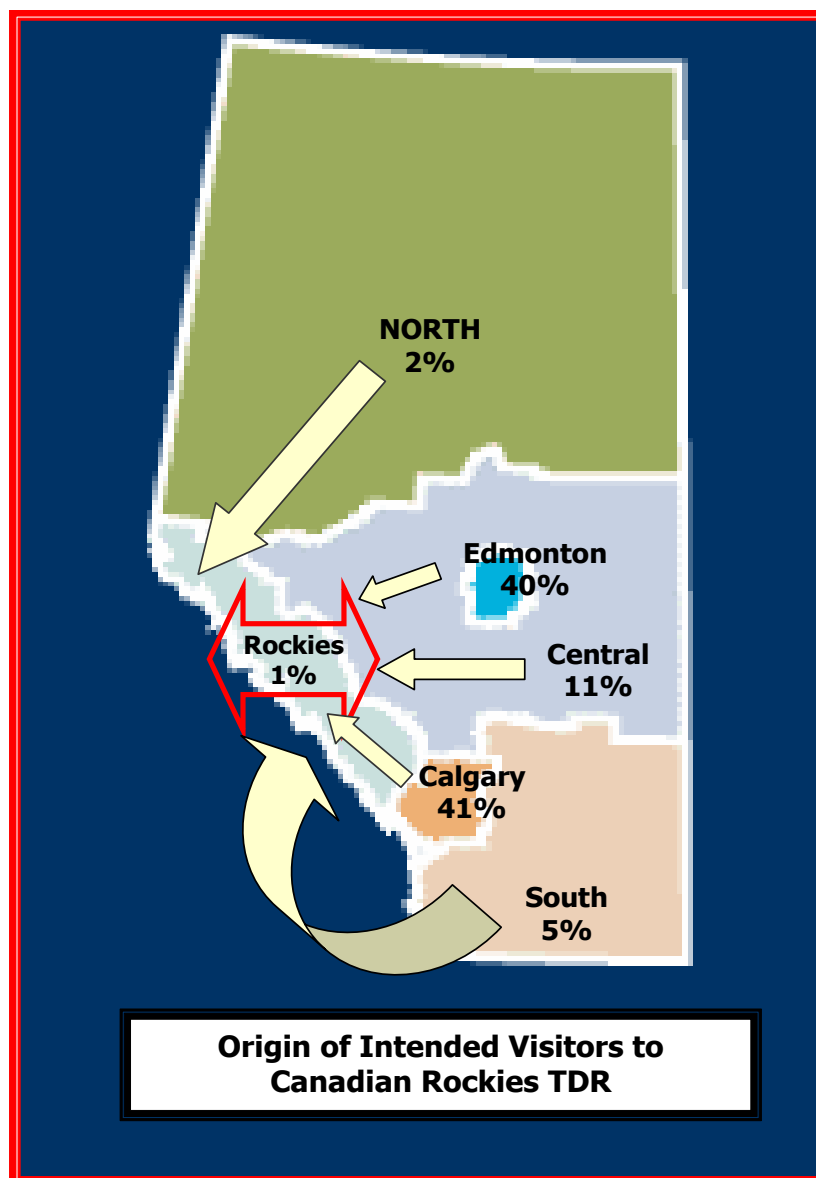 NORTH
2%
Edmonton
40%
Rockies
1%
Central
11%
Calgary
41%
South
5%
Origin of Intended Visitors to
Canadian Rockies TDR